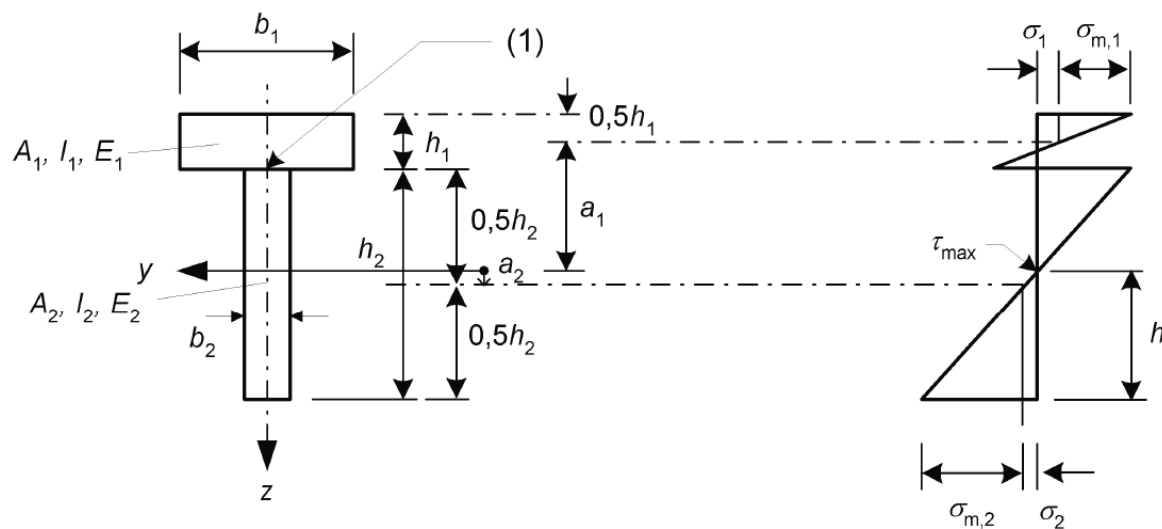 b₁
(1)
σ₁
σₘ,₁
0,5h₁
A₁, I₁, E₁
h₁
0,5h₂
a₁
h₂
τₘₐₓ
y
a₂
A₂, I₂, E₂
b₂
0,5h₂
h
z
σₘ,₂
σ₂